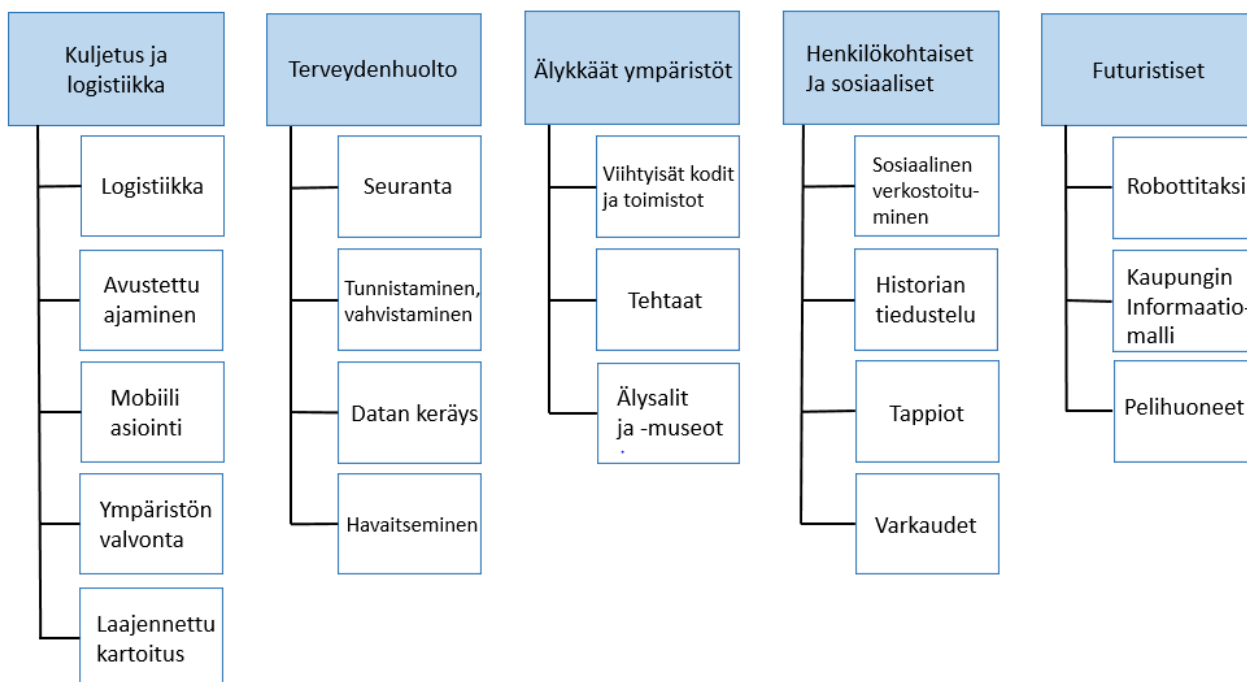 Kuljetus ja
logistiikka
Logistiikka
Avustettu
ajaminen
Mobiili
asiointi
Ympäristön
valvonta
Laajennettu
kartoitus
Terveydenhuolto
Seuranta
Tunnistaminen,
vahvistaminen
Datan keräys
Havaitseminen
Älykkäät ympäristöt
Viihtyisät kodit
ja toimistot
Tehtaat
Älysalit
ja -museot
Henkilökohtaiset
Ja sosiaaliset
Sosiaalinen
verkostoitu-
minen
Historian
tiedustelu
Tappiot
Varkaudet
Futuristiset
Robottitaksi
Kaupungin
Informaatio-
malli
Pelihuoneet